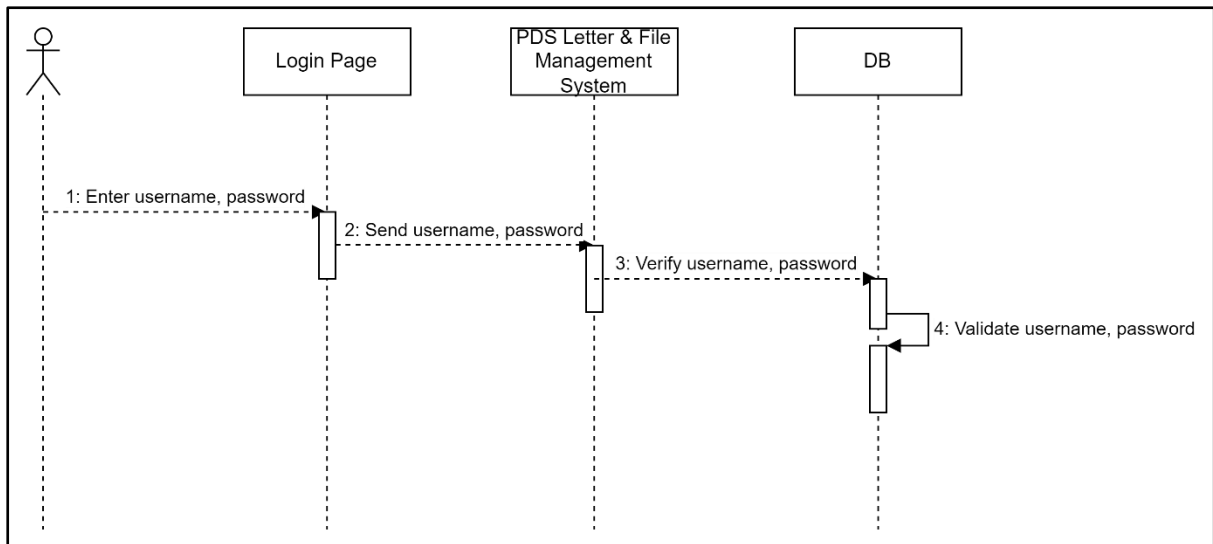 Login Page
PDS Letter & File
Management
System
DB
1: Enter username, password
2: Send username, password
3: Verify username, password
4: Validate username, password